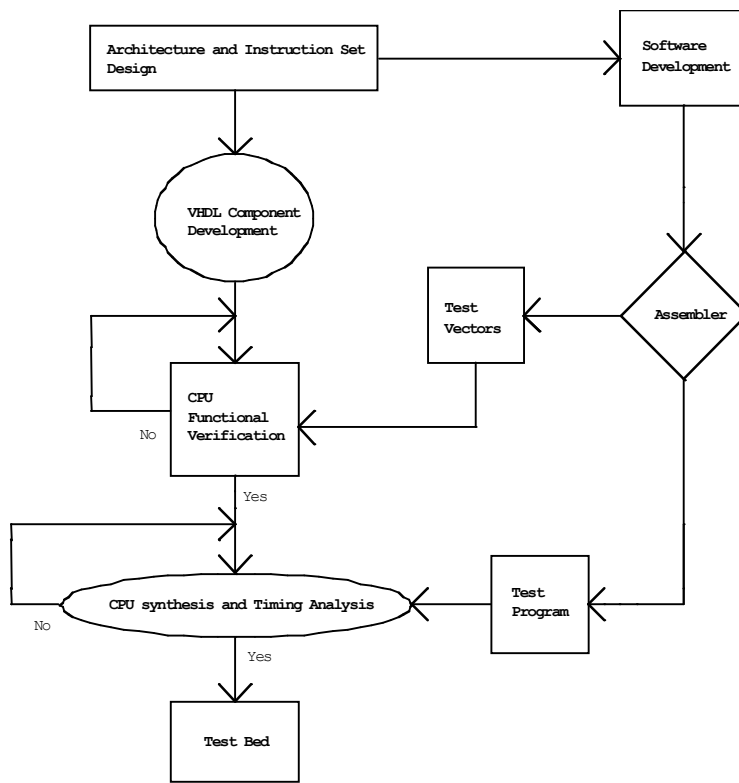 Architecture and Instruction Set
Design
Software
Development
VHDL Component
Development
Test
Vectors
Assembler
CPU
Functional
Verification
No
Yes
CPU synthesis and Timing Analysis
Test
Program
No
Yes
Test Bed